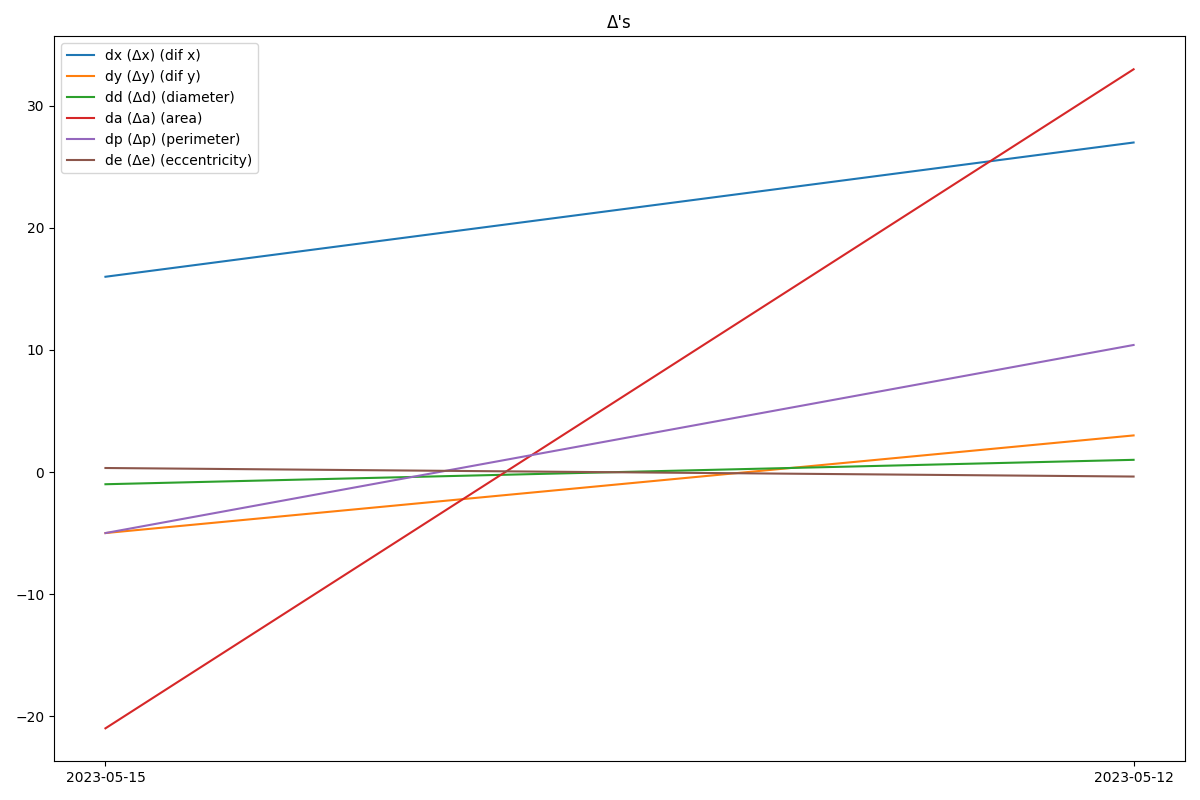 Δ's
dx (Δx) (dif x)
dy (Δy) (dif y)
dd (Δd) (diameter)
da (Δa) (area)
dp (Δp) (perimeter)
de (Δe) (eccentricity)
30
20
10
0
−10
−20
2023-05-15
2023-05-12